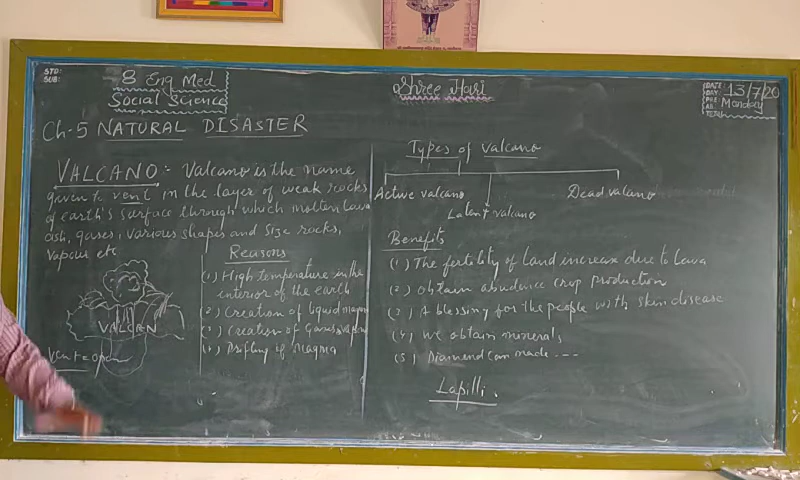 STD:
SUB:
8 Eng Med
Social Science
Shree Hari
DATE: 13/7/20
DAY: Monday
PRE
AB:
TOTAL
Ch-5 NATURAL DISASTER
VALCANO:- Valcano is the name
given to vent in the layer of weak rocks
of earth's surface through which molten lava
ash, gases, various shapes and size rocks,
vapour etc
VALCAN
Vent = open
Reasons
(1) High temperature in the
interior of the earth
(2) Creation of liquid magma
(3) Creation of Gases & vapour
(4) Drifting of Magma
Types of valcano
Active valcano
Latent valcano
Dead valcano
Benefits
(1) The fertility of land increase due to Lava
(2) obtain abundance crop production
(3) A blessing for the people with skin disease
(4) we obtain minerals
(5) Diamond can made ---
Lapilli.